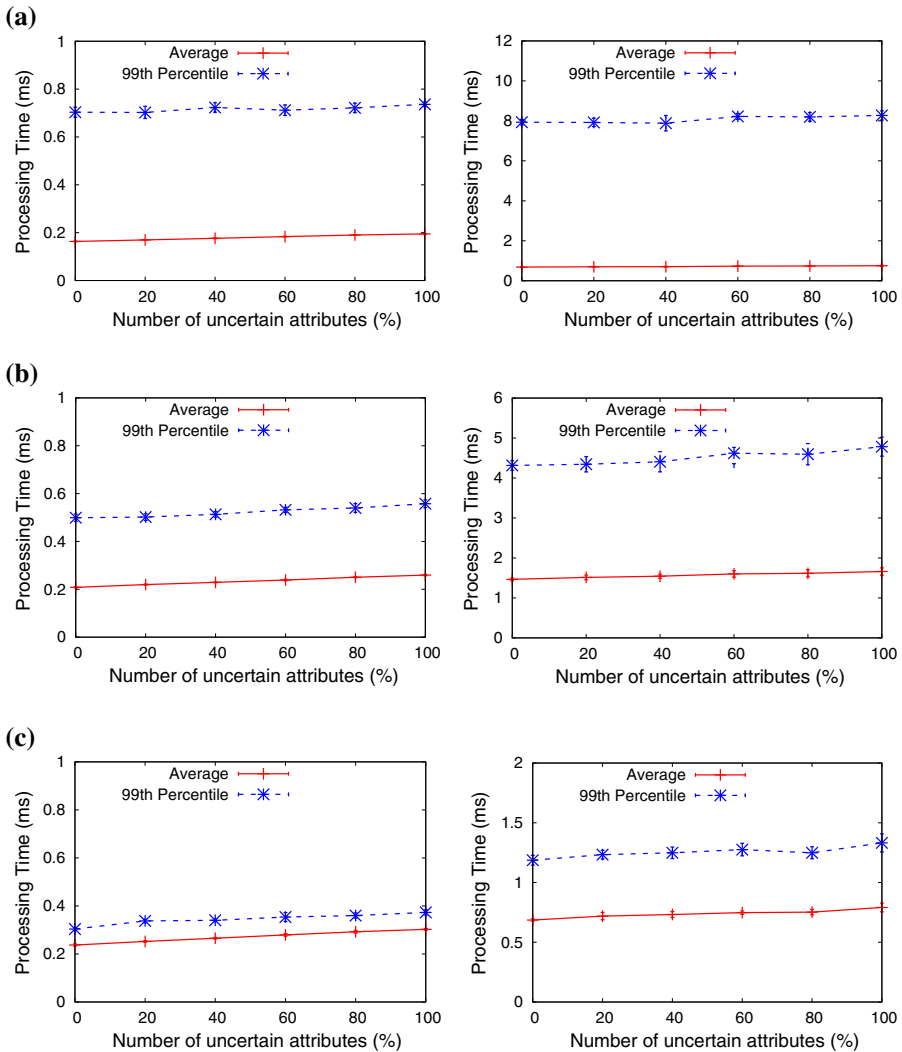 (a)
Processing Time (ms)
1
0.8
0.6
0.4
0.2
0
Average
99th Percentile
0 20 40 60 80 100
Number of uncertain attributes (%)
Processing Time (ms)
12
10
8
6
4
2
0
Average
99th Percentile
0 20 40 60 80 100
Number of uncertain attributes (%)
(b)
Processing Time (ms)
1
0.8
0.6
0.4
0.2
0
Average
99th Percentile
0 20 40 60 80 100
Number of uncertain attributes (%)
Processing Time (ms)
6
5
4
3
2
1
0
Average
99th Percentile
0 20 40 60 80 100
Number of uncertain attributes (%)
(c)
Processing Time (ms)
1
0.8
0.6
0.4
0.2
0
Average
99th Percentile
0 20 40 60 80 100
Number of uncertain attributes (%)
Processing Time (ms)
2
1.5
1
0.5
0
Average
99th Percentile
0 20 40 60 80 100
Number of uncertain attributes (%)